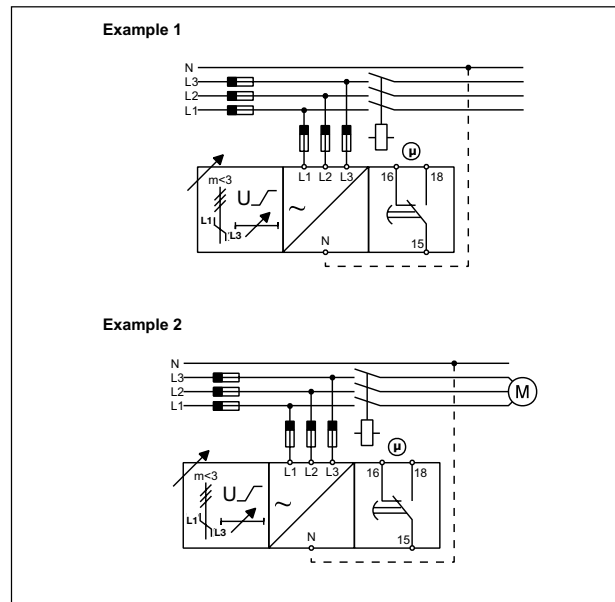 Example 1
N
L3
L2
L1
L1 L2 L3
µ
16 18
m<3
U
L1
L3
~
N
15
Example 2
N
L3
L2
L1
M
µ
L1 L2 L3
16 18
m<3
U
L1
L3
~
N
15